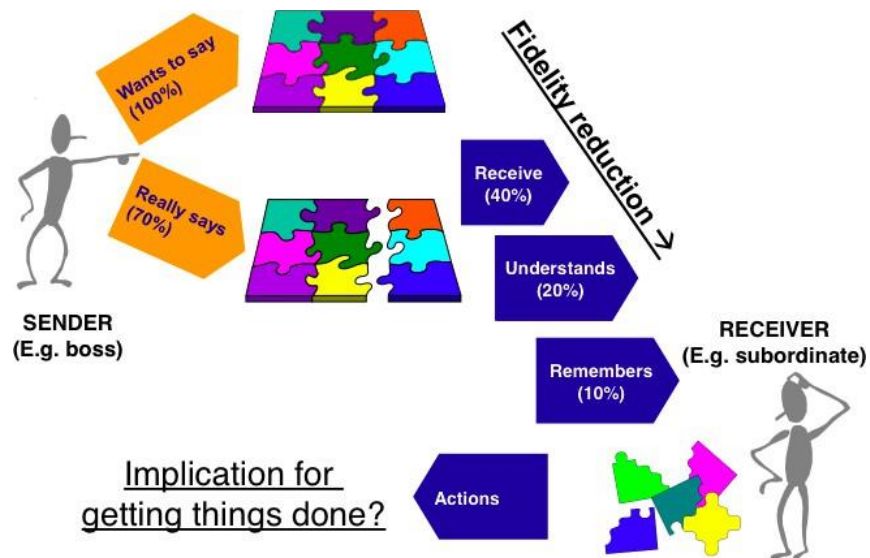 Wants to say
(100%)
Really says
(70%)
SENDER
(E.g. boss)
Fidelity reduction →
Receive
(40%)
Understands
(20%)
Remembers
(10%)
RECEIVER
(E.g. subordinate)
Actions
Implication for
getting things done?